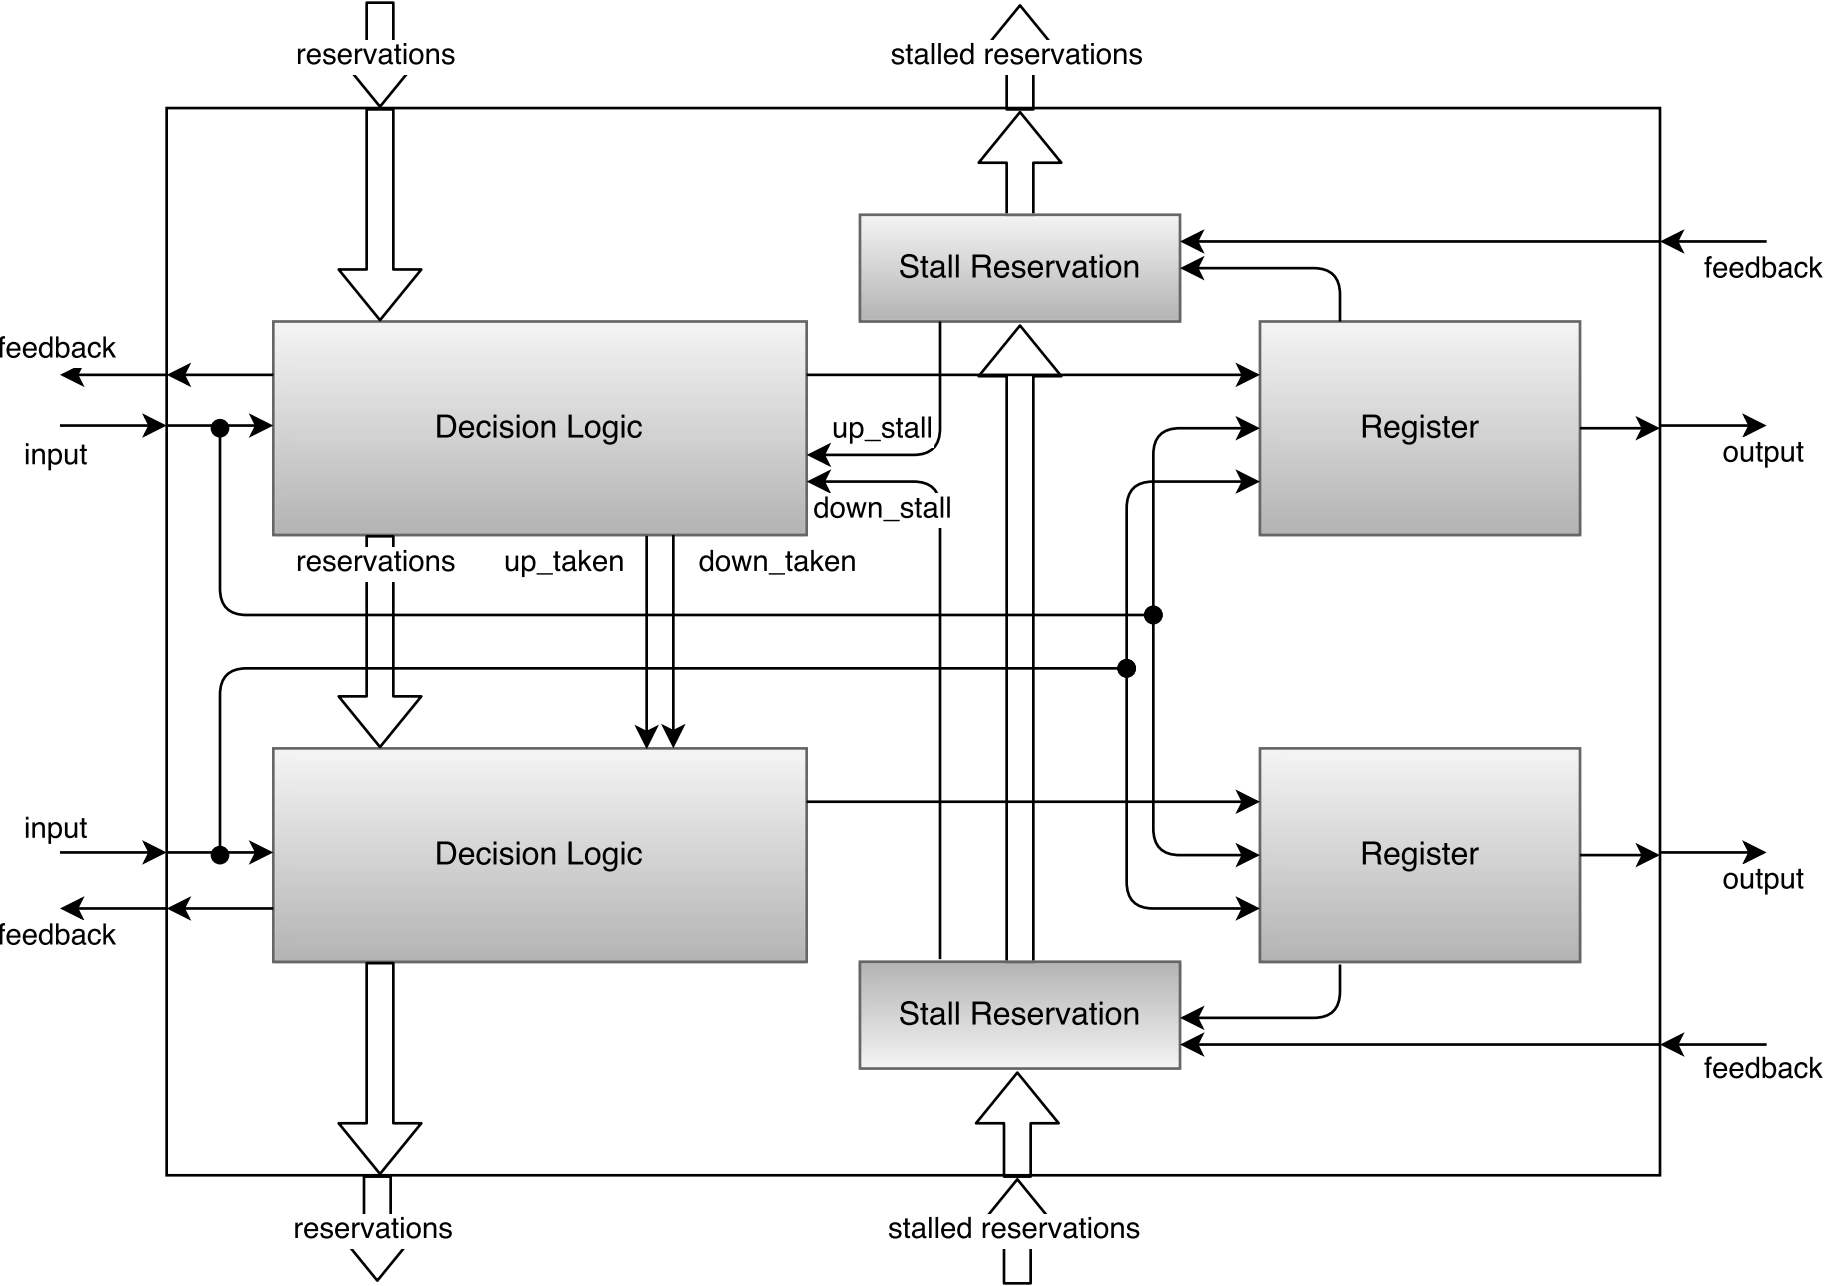 reservations
stalled reservations
Stall Reservation
feedback
feedback
Decision Logic
up_stall
Register
input
output
down_stall
reservations
up_taken
down_taken
input
Decision Logic
Register
output
feedback
Stall Reservation
feedback
reservations
stalled reservations